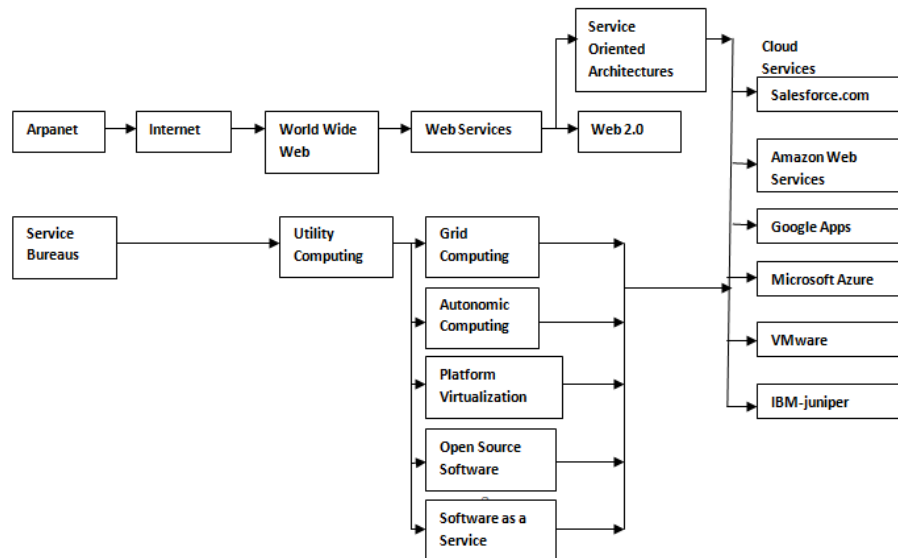 Service
Oriented
Architectures
Cloud
Services
Salesforce.com
Arpanet
Internet
World Wide
Web
Web Services
Web 2.0
Amazon Web
Services
Service
Bureaus
Utility
Computing
Grid
Computing
Google Apps
Microsoft Azure
Autonomic
Computing
VMware
Platform
Virtualization
IBM-juniper
Open Source
Software
Software as a
Service